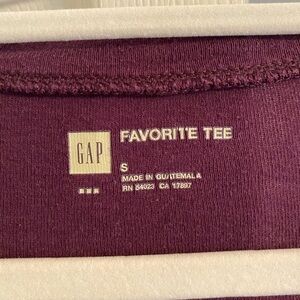 GAP
FAVORITE TEE
S
MADE IN GUATEMALA
RN 54023 CA 17897